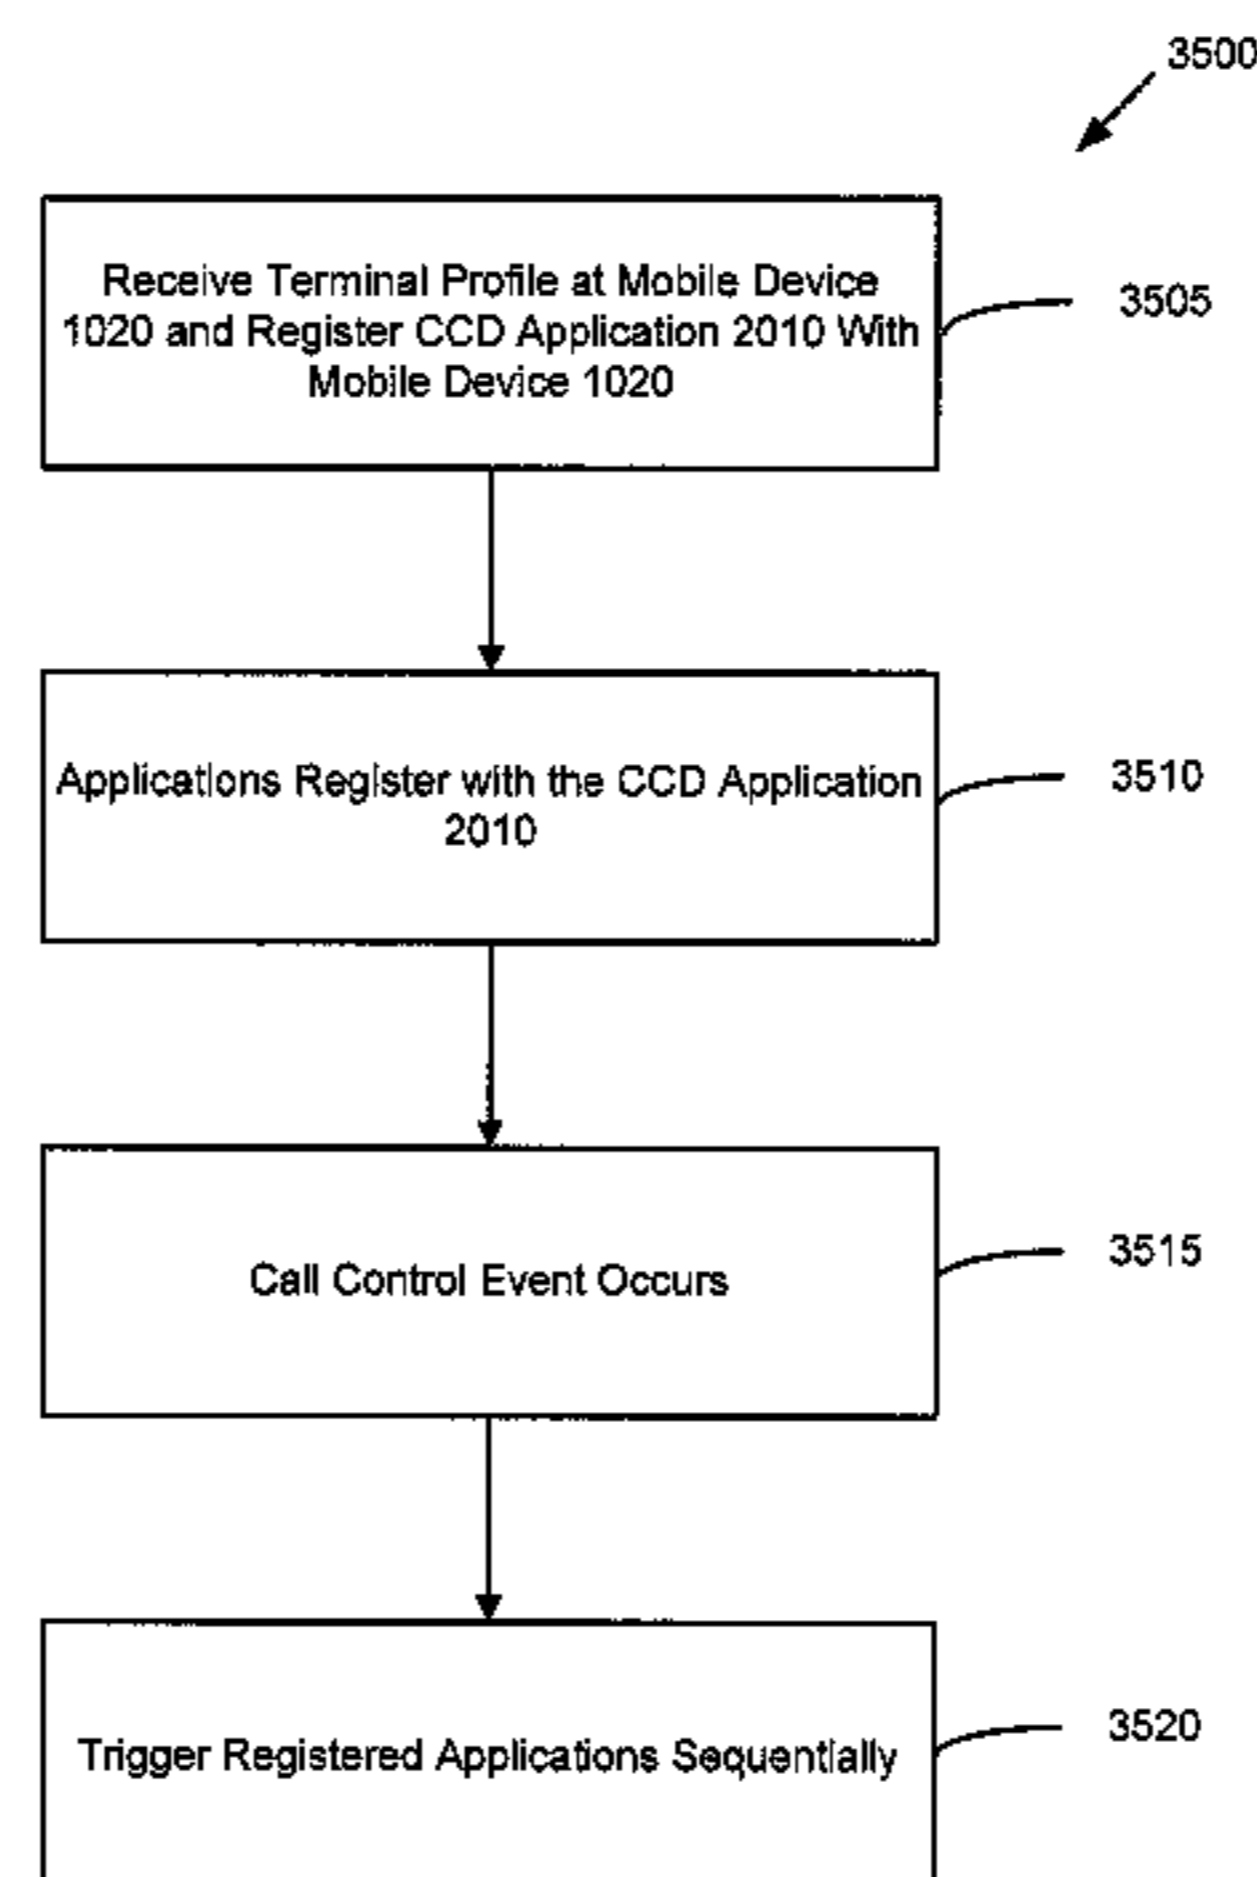 3500
Receive Terminal Profile at Mobile Device
1020 and Register CCD Application 2010 With
Mobile Device 1020
3505
Applications Register with the CCD Application
2010
3510
Call Control Event Occurs
3515
Trigger Registered Applications Sequentially
3520